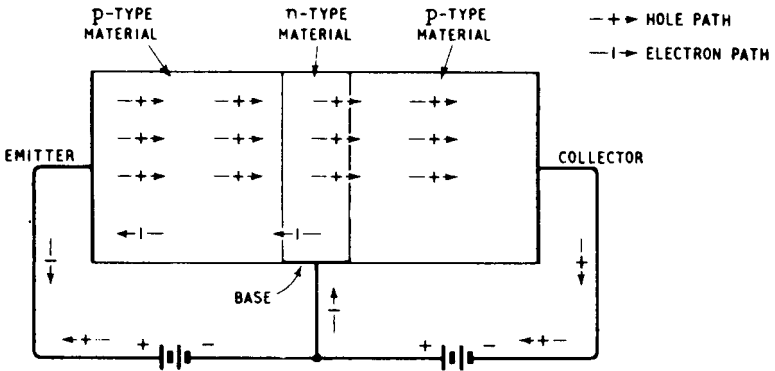 p-TYPE
MATERIAL
n-TYPE
MATERIAL
p-TYPE
MATERIAL
HOLE PATH
ELECTRON PATH
EMITTER
COLLECTOR
BASE
+ − + −